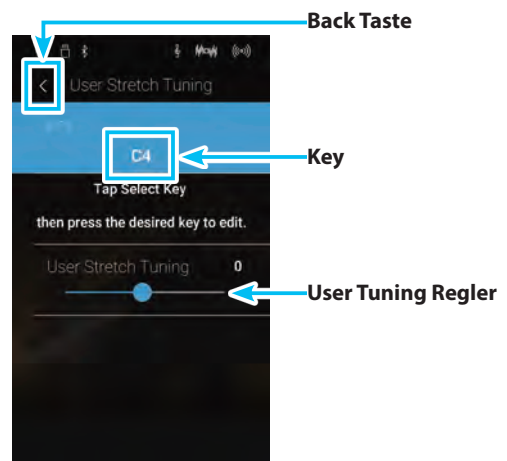 Back Taste
User Stretch Tuning
C4
Key
Tap Select Key
then press the desired key to edit.
User Stretch Tuning 0
User Tuning Regler